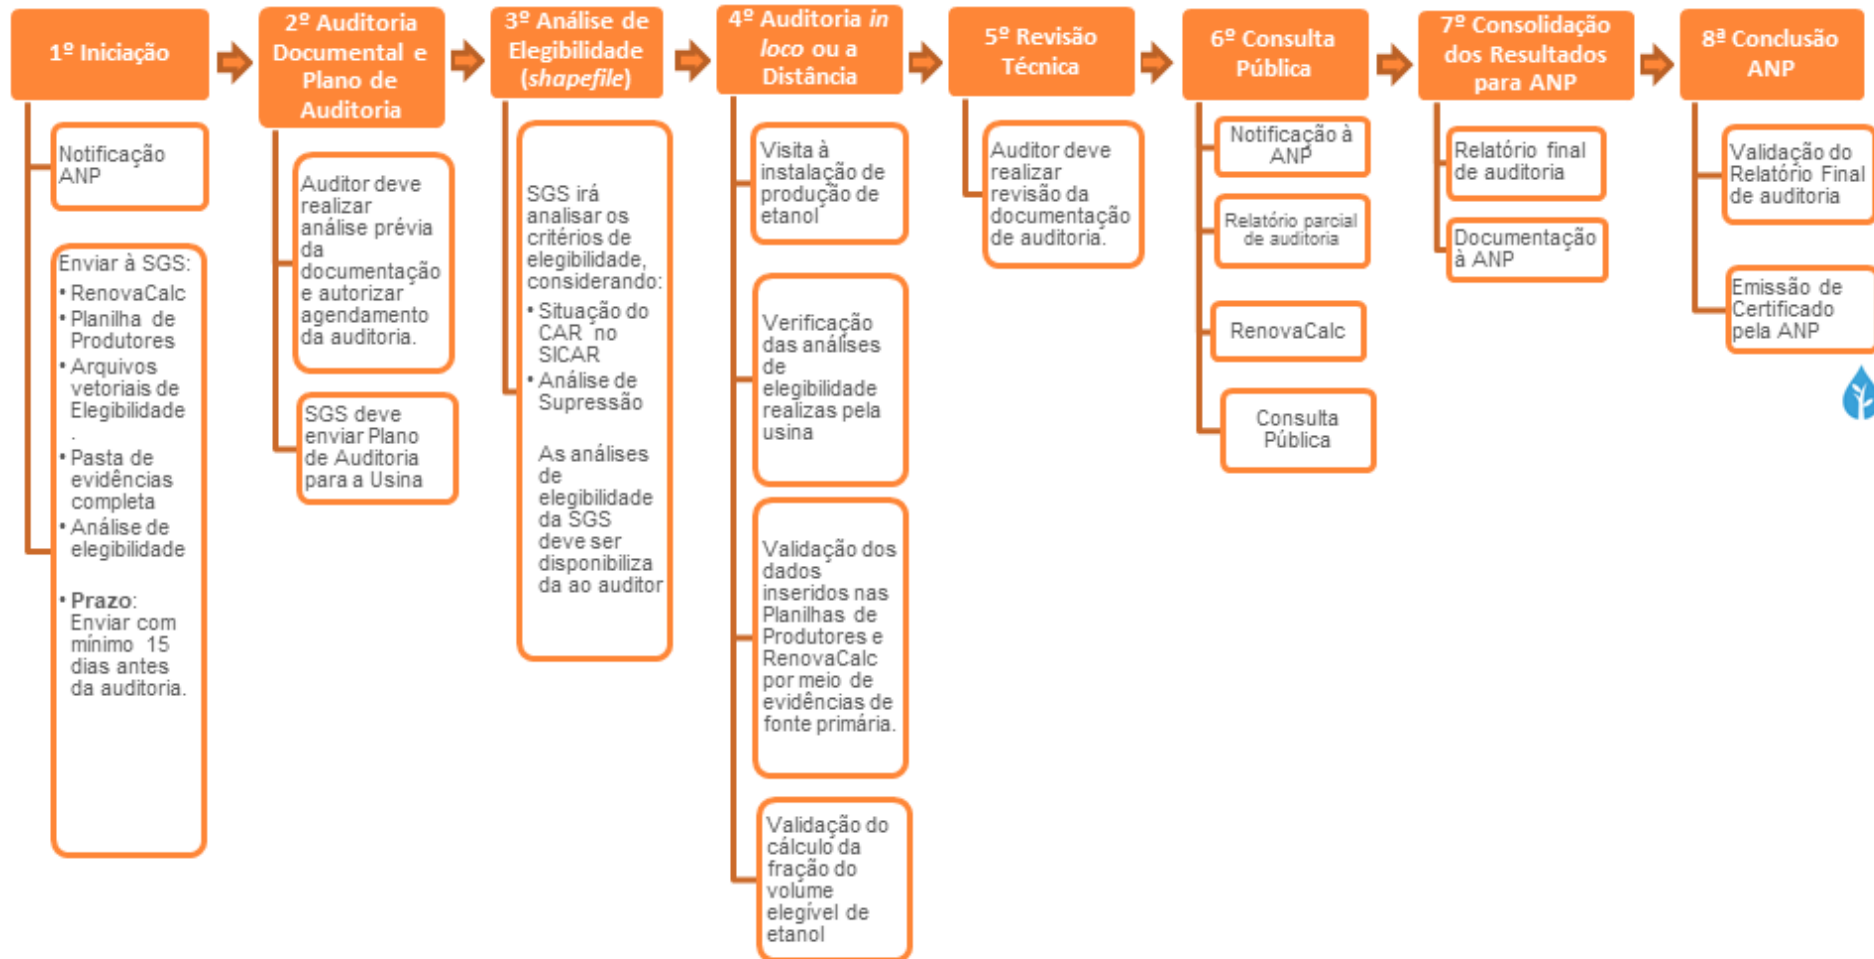 1º Iniciação
Notificação
ANP
Enviar à SGS:
• RenovaCalc
• Planilha de
Produtores
• Arquivos
vetoriais de
Elegibilidade
.
• Pasta de
evidências
completa
• Análise de
elegibilidade
• Prazo:
Enviar com
mínimo 15
dias antes
da auditoria.
2º Auditoria
Documental e
Plano de
Auditoria
Auditor deve
realizar
análise prévia
da
documentação
e autorizar
agendamento
da auditoria.
SGS deve
enviar Plano
de Auditoria
para a Usina
3º Análise de
Elegibilidade
(shapefile)
SGS irá
analisar os
critérios de
elegibilidade,
considerando:
• Situação do
CAR no
SICAR
• Análise de
Supressão
As análises
de
elegibilidade
da SGS
deve ser
disponibiliza
da ao auditor
4º Auditoria in
loco ou a
Distância
Visita à
instalação de
produção de
etanol
Verificação
das análises
de
elegibilidade
realizas pela
usina
Validação dos
dados
inseridos nas
Planilhas de
Produtores e
RenovaCalc
por meio de
evidências de
fonte primária.
Validação do
cálculo da
fração do
volume
elegível de
etanol
5º Revisão
Técnica
Auditor deve
realizar
revisão da
documentação
de auditoria.
6º Consulta
Pública
Notificação à
ANP
Relatório parcial
de auditoria
RenovaCalc
Consulta
Pública
7º Consolidação
dos Resultados
para ANP
Relatório final
de auditoria
Documentação
à ANP
8ª Conclusão
ANP
Validação do
Relatório Final
de auditoria
Emissão de
Certificado
pela ANP